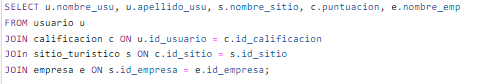 SELECT u.nombre_usu, u.apellido_usu, s.nombre_sitio, c.puntuacion, e.nombre_emp
FROM usuario u
JOIN calificacion c ON u.id_usuario = c.id_calificacion
JOIn sitio_turistico s ON c.id_sitio = s.id_sitio
JOIN empresa e ON s.id_empresa = e.id_empresa;